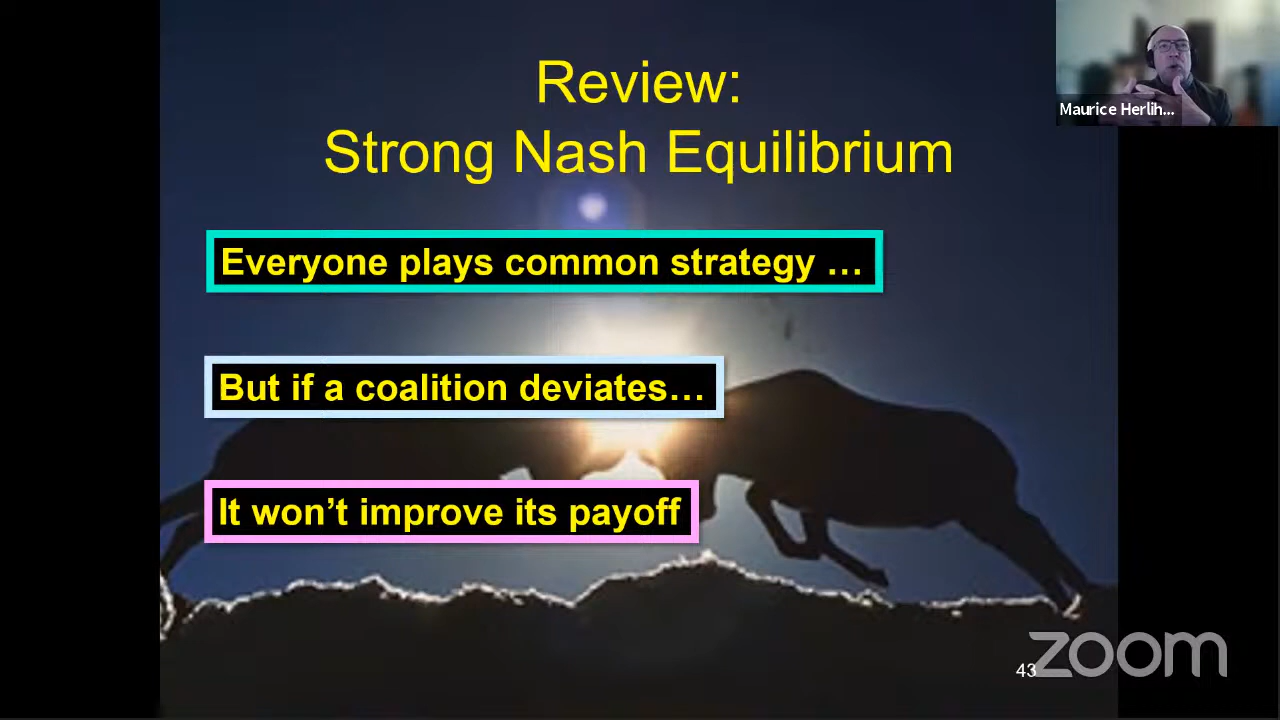 Review:
Strong Nash Equilibrium
Maurice Herlih...
Everyone plays common strategy …
But if a coalition deviates…
It won’t improve its payoff
43
zoom